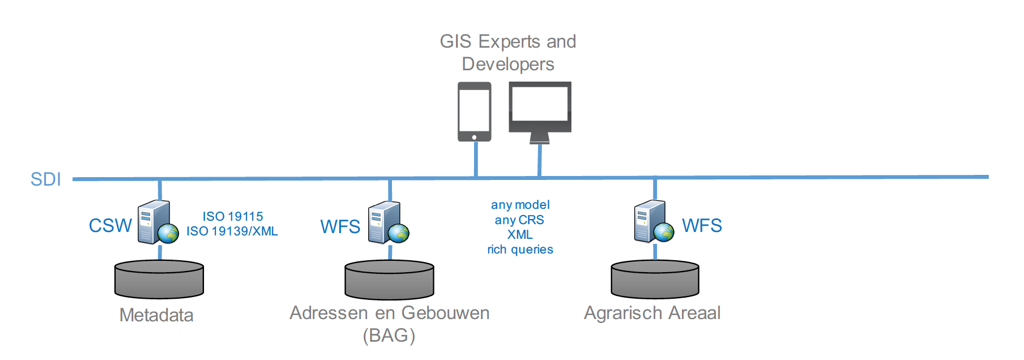 GIS Experts and
Developers
SDI
CSW
ISO 19115
ISO 19139/XML
WFS
any model
any CRS
XML
rich queries
WFS
Metadata
Adressen en Gebouwen
(BAG)
Agrarisch Areaal